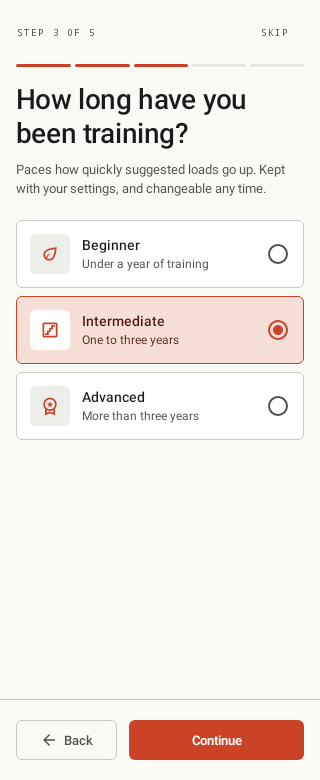 STEP 3 OF 5
SKIP
How long have you
been training?
Paces how quickly suggested loads go up. Kept
with your settings, and changeable any time.
Beginner
Under a year of training
Intermediate
One to three years
Advanced
More than three years
Back
Continue